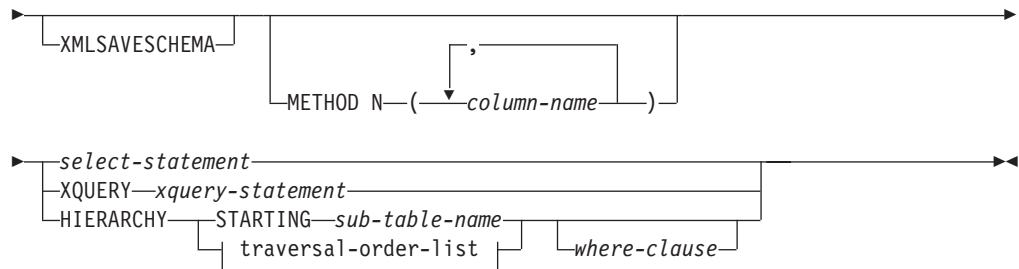 XMLSAVESCHEMA
,
METHOD N ( column-name )
select-statement
XQUERY xquery-statement
HIERARCHY STARTING sub-table-name
traversal-order-list where-clause